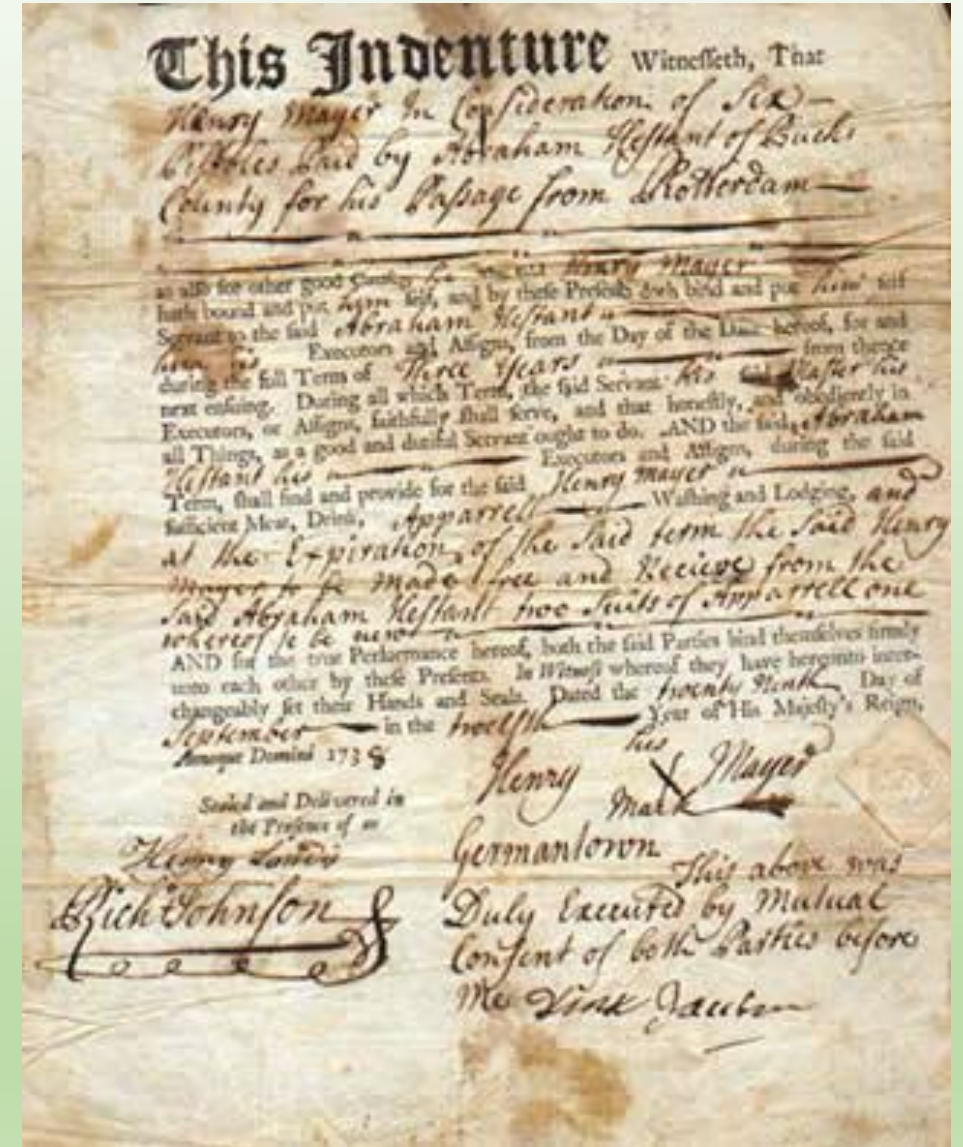 This Indenture Witnesseth, That
Henry Mayer In Consideration of Six
Pistoles Paid by Abraham Hestant of Bucks
County for his Passage from Rotterdam
as also for other good Causes he the said Henry Mayer
hath bound and put him self, and by these Presents doth bind and put him self
Servant to the said Abraham Hestant
Executors and Assigns, from the Day of the Date hereof, for and
during the full Term of Three Years from thence
next ensuing. During all which Term, the said Servant his said Master his
Executors, or Assigns, faithfully shall serve, and that honestly, and obediently in
all Things, as a good and dutiful Servant ought to do. AND the said Abraham
Hestant his Executors and Assigns, during the said
Term, shall find and provide for the said Henry Mayer
sufficient Meat, Drink, Apparrell Washing and Lodging, and
at the Expiration of the Said term the Said Henry
Mayer to be made free and Recieve from the
Said Abraham Hestant two Suits of Apparrell one
whereof to be new
AND for the true Performance hereof, both the said Parties bind themselves firmly
unto each other by these Presents. In Witness whereof they have hereunto inter-
changeably set their Hands and Seals. Dated the twenty Ninth Day of
September in the twelfth Year of His Majesty's Reign,
Annoque Domini 1738
his
Henry Mayer
Mark
Sealed and Delivered in
the Presence of us
Henry
Rich Johnson
Germantown
This above was
Duly Executed by Mutual
Consent of both Parties before
Me